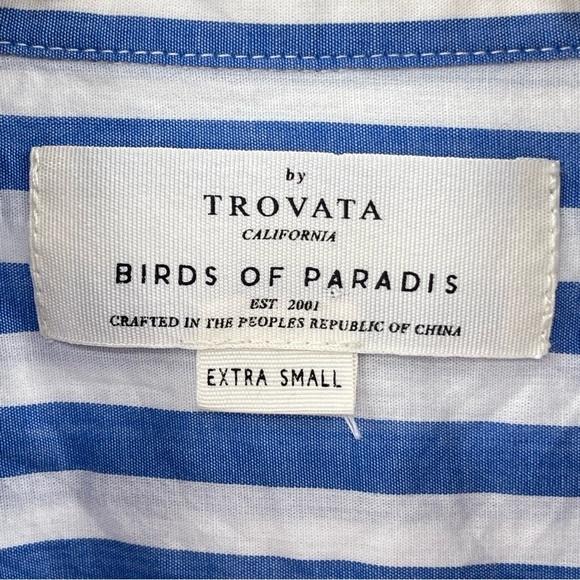 by
TROVATA
CALIFORNIA
BIRDS OF PARADIS
EST 2001
CRAFTED IN THE PEOPLES REPUBLIC OF CHINA
EXTRA SMALL